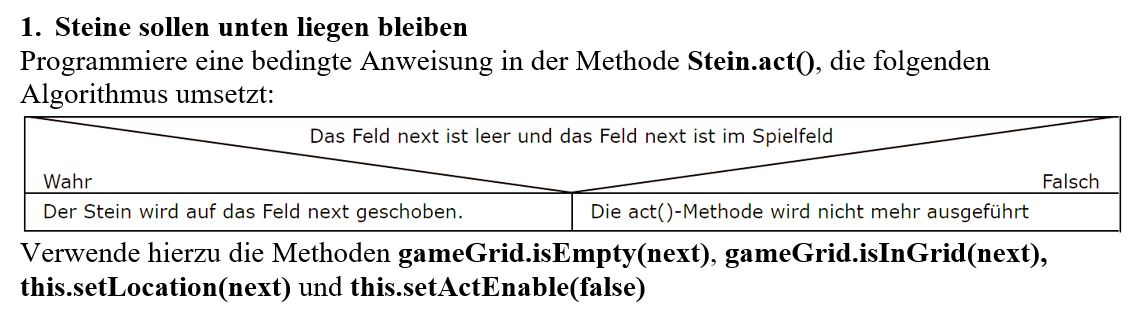 1. Steine sollen unten liegen bleiben
Programmiere eine bedingte Anweisung in der Methode Stein.act(), die folgenden
Algorithmus umsetzt:
Das Feld next ist leer und das Feld next ist im Spielfeld
Wahr
Falsch
Der Stein wird auf das Feld next geschoben.
Die act()-Methode wird nicht mehr ausgeführt
Verwende hierzu die Methoden gameGrid.isEmpty(next), gameGrid.isInGrid(next),
this.setLocation(next) und this.setActEnable(false)